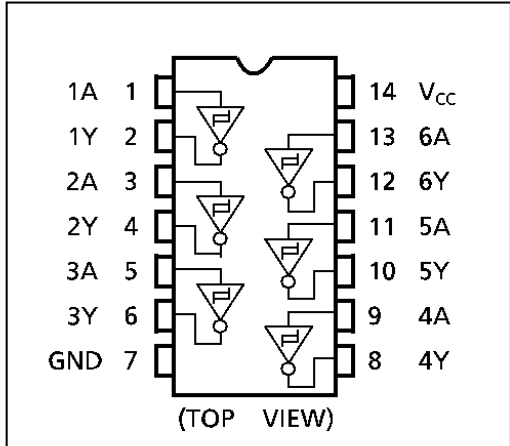 1A 1 14 VCC
1Y 2 13 6A
2A 3 12 6Y
2Y 4 11 5A
3A 5 10 5Y
3Y 6 9 4A
GND 7 8 4Y
(TOP VIEW)